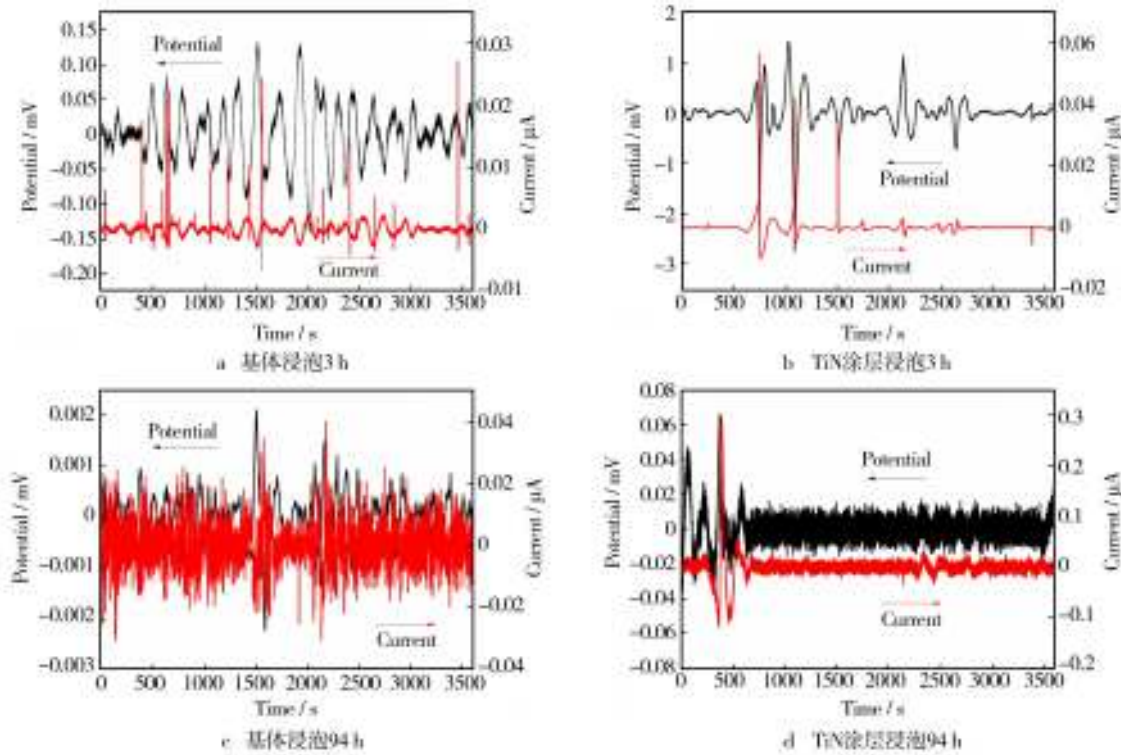 0.15
0.10
0.05
0
−0.05
−0.10
−0.15
−0.20
Potential / mV
Potential
Current
0.03
0.02
0.01
0
−0.01
Current / μA
0 500 1000 1500 2000 2500 3000 3500
Time / s
a 基体浸泡3 h
2
1
0
−1
−2
−3
Potential / mV
Potential
Current
0.06
0.04
0.02
0
−0.02
Current / μA
0 500 1000 1500 2000 2500 3000 3500
Time / s
b TiN涂层浸泡3 h
0.002
0.001
0
−0.001
−0.002
−0.003
Potential / mV
Potential
Current
0.04
0.02
0
−0.02
−0.04
Current / μA
0 500 1000 1500 2000 2500 3000 3500
Time / s
c 基体浸泡94 h
0.08
0.06
0.04
0.02
0
−0.02
−0.04
−0.06
−0.08
Potential / mV
Potential
Current
0.3
0.2
0.1
0
−0.1
−0.2
Current / μA
0 500 1000 1500 2000 2500 3000 3500
Time / s
d TiN涂层浸泡94 h